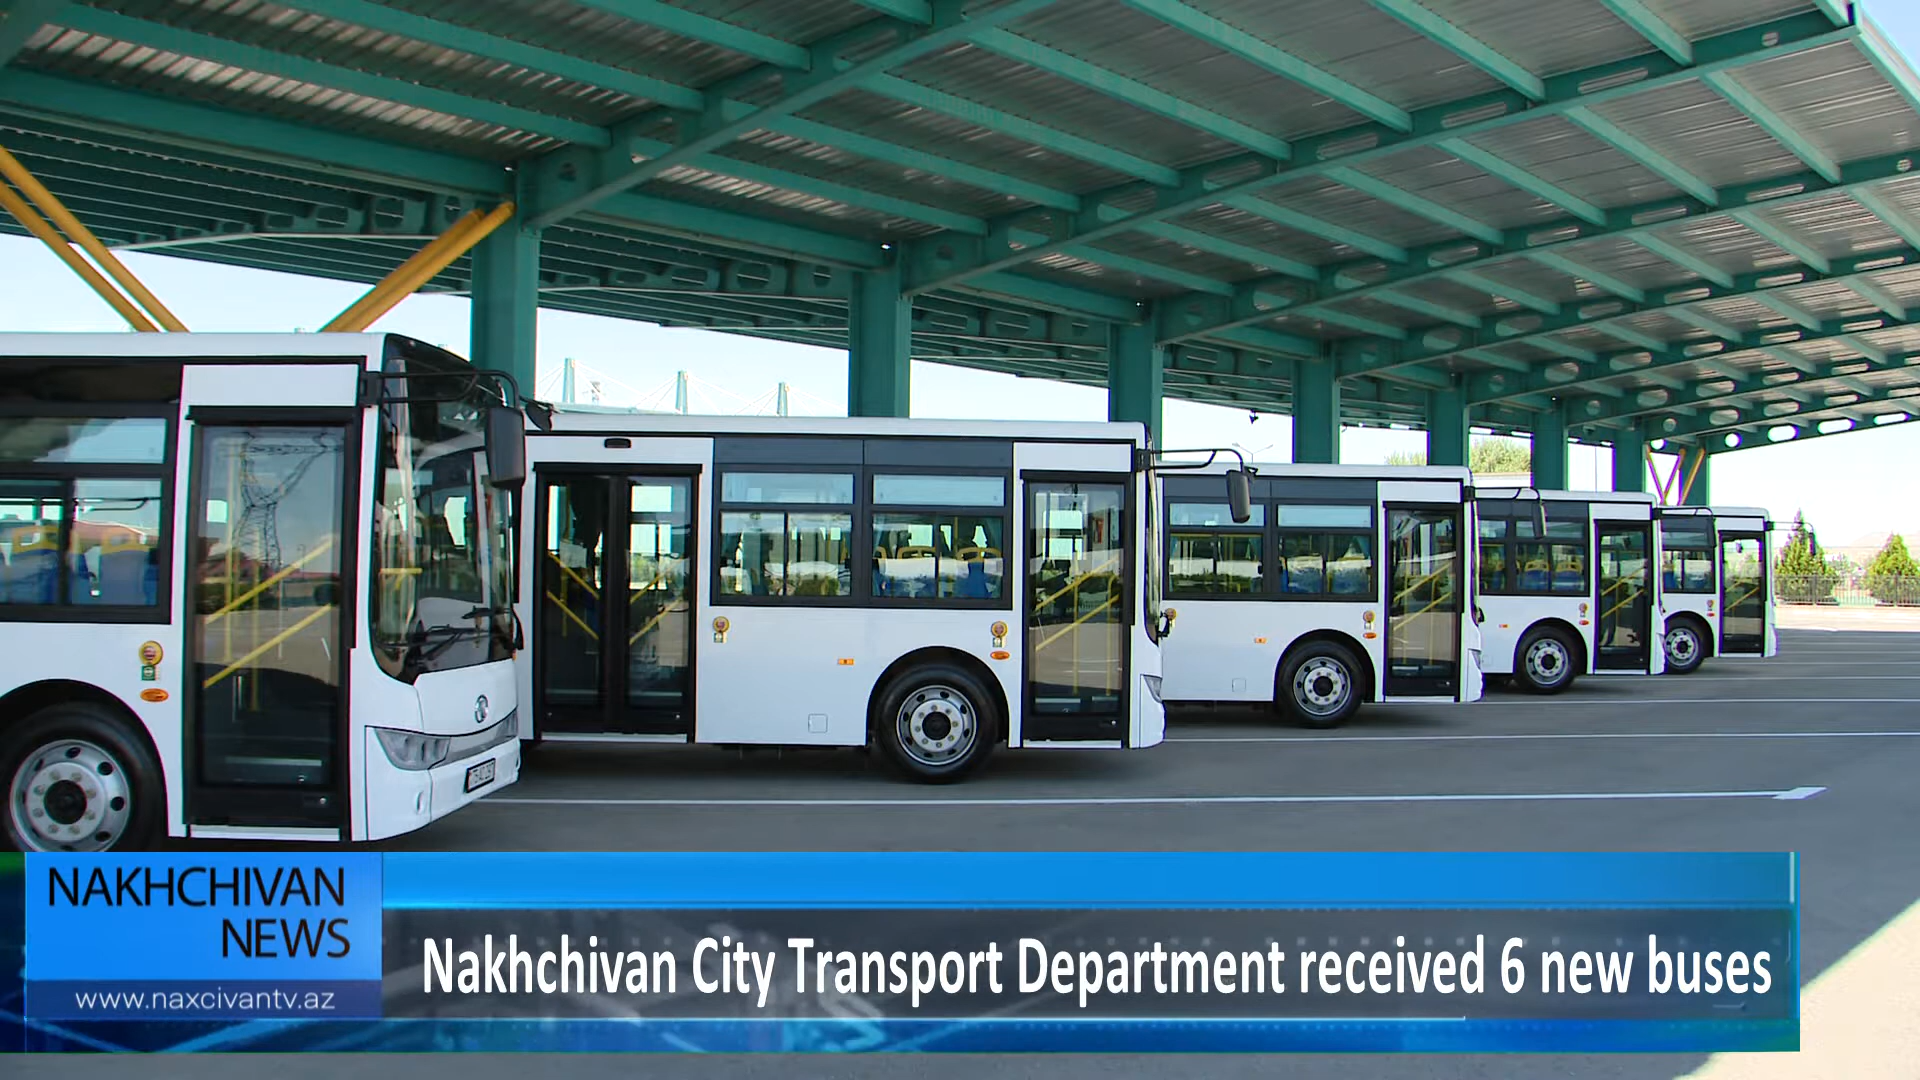 NAKHCHIVAN
NEWS
www.naxcivantv.az
Nakhchivan City Transport Department received 6 new buses